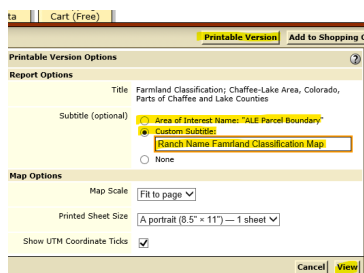 ta Shopping Cart (Free)
Printable Version Add to Shopping C
Printable Version Options ?
Report Options
Title Farmland Classification; Chaffee-Lake Area, Colorado,
Parts of Chaffee and Lake Counties
Subtitle (optional) Area of Interest Name: "ALE Parcel Boundary"
Custom Subtitle:
Ranch Name Famrland Classification Map
None
Map Options
Map Scale Fit to page
Printed Sheet Size A portrait (8.5" × 11") — 1 sheet
Show UTM Coordinate Ticks
Cancel View